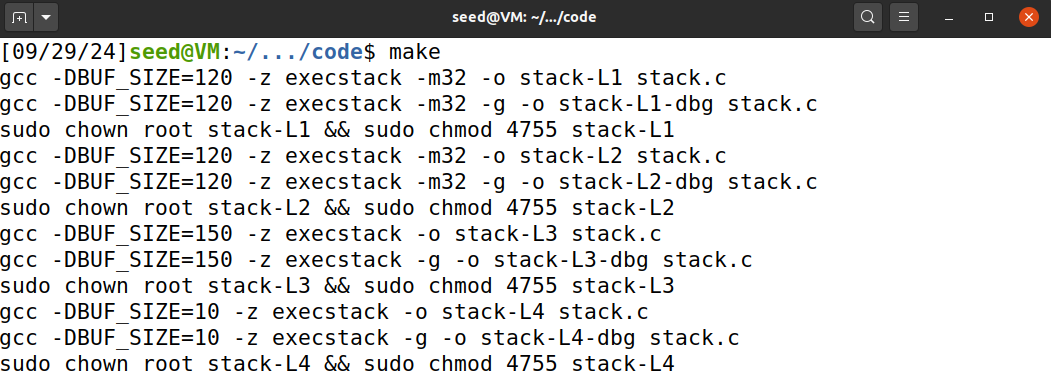 seed@VM: ~/.../code
[09/29/24]seed@VM:~/.../code$ make
gcc -DBUF_SIZE=120 -z execstack -m32 -o stack-L1 stack.c
gcc -DBUF_SIZE=120 -z execstack -m32 -g -o stack-L1-dbg stack.c
sudo chown root stack-L1 && sudo chmod 4755 stack-L1
gcc -DBUF_SIZE=120 -z execstack -m32 -o stack-L2 stack.c
gcc -DBUF_SIZE=120 -z execstack -m32 -g -o stack-L2-dbg stack.c
sudo chown root stack-L2 && sudo chmod 4755 stack-L2
gcc -DBUF_SIZE=150 -z execstack -o stack-L3 stack.c
gcc -DBUF_SIZE=150 -z execstack -g -o stack-L3-dbg stack.c
sudo chown root stack-L3 && sudo chmod 4755 stack-L3
gcc -DBUF_SIZE=10 -z execstack -o stack-L4 stack.c
gcc -DBUF_SIZE=10 -z execstack -g -o stack-L4-dbg stack.c
sudo chown root stack-L4 && sudo chmod 4755 stack-L4